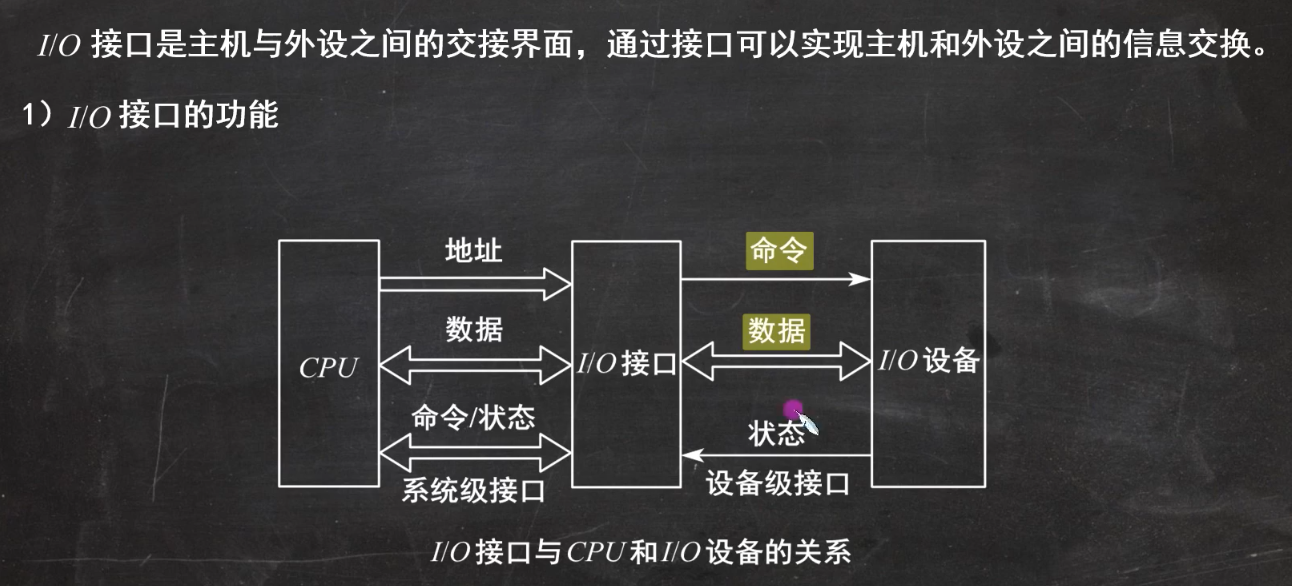 I/O 接口是主机与外设之间的交接界面，通过接口可以实现主机和外设之间的信息交换。
1）I/O 接口的功能
地址
命令
数据
数据
CPU
I/O 接口
I/O 设备
命令/状态
状态
系统级接口
设备级接口
I/O 接口与 CPU 和 I/O 设备的关系